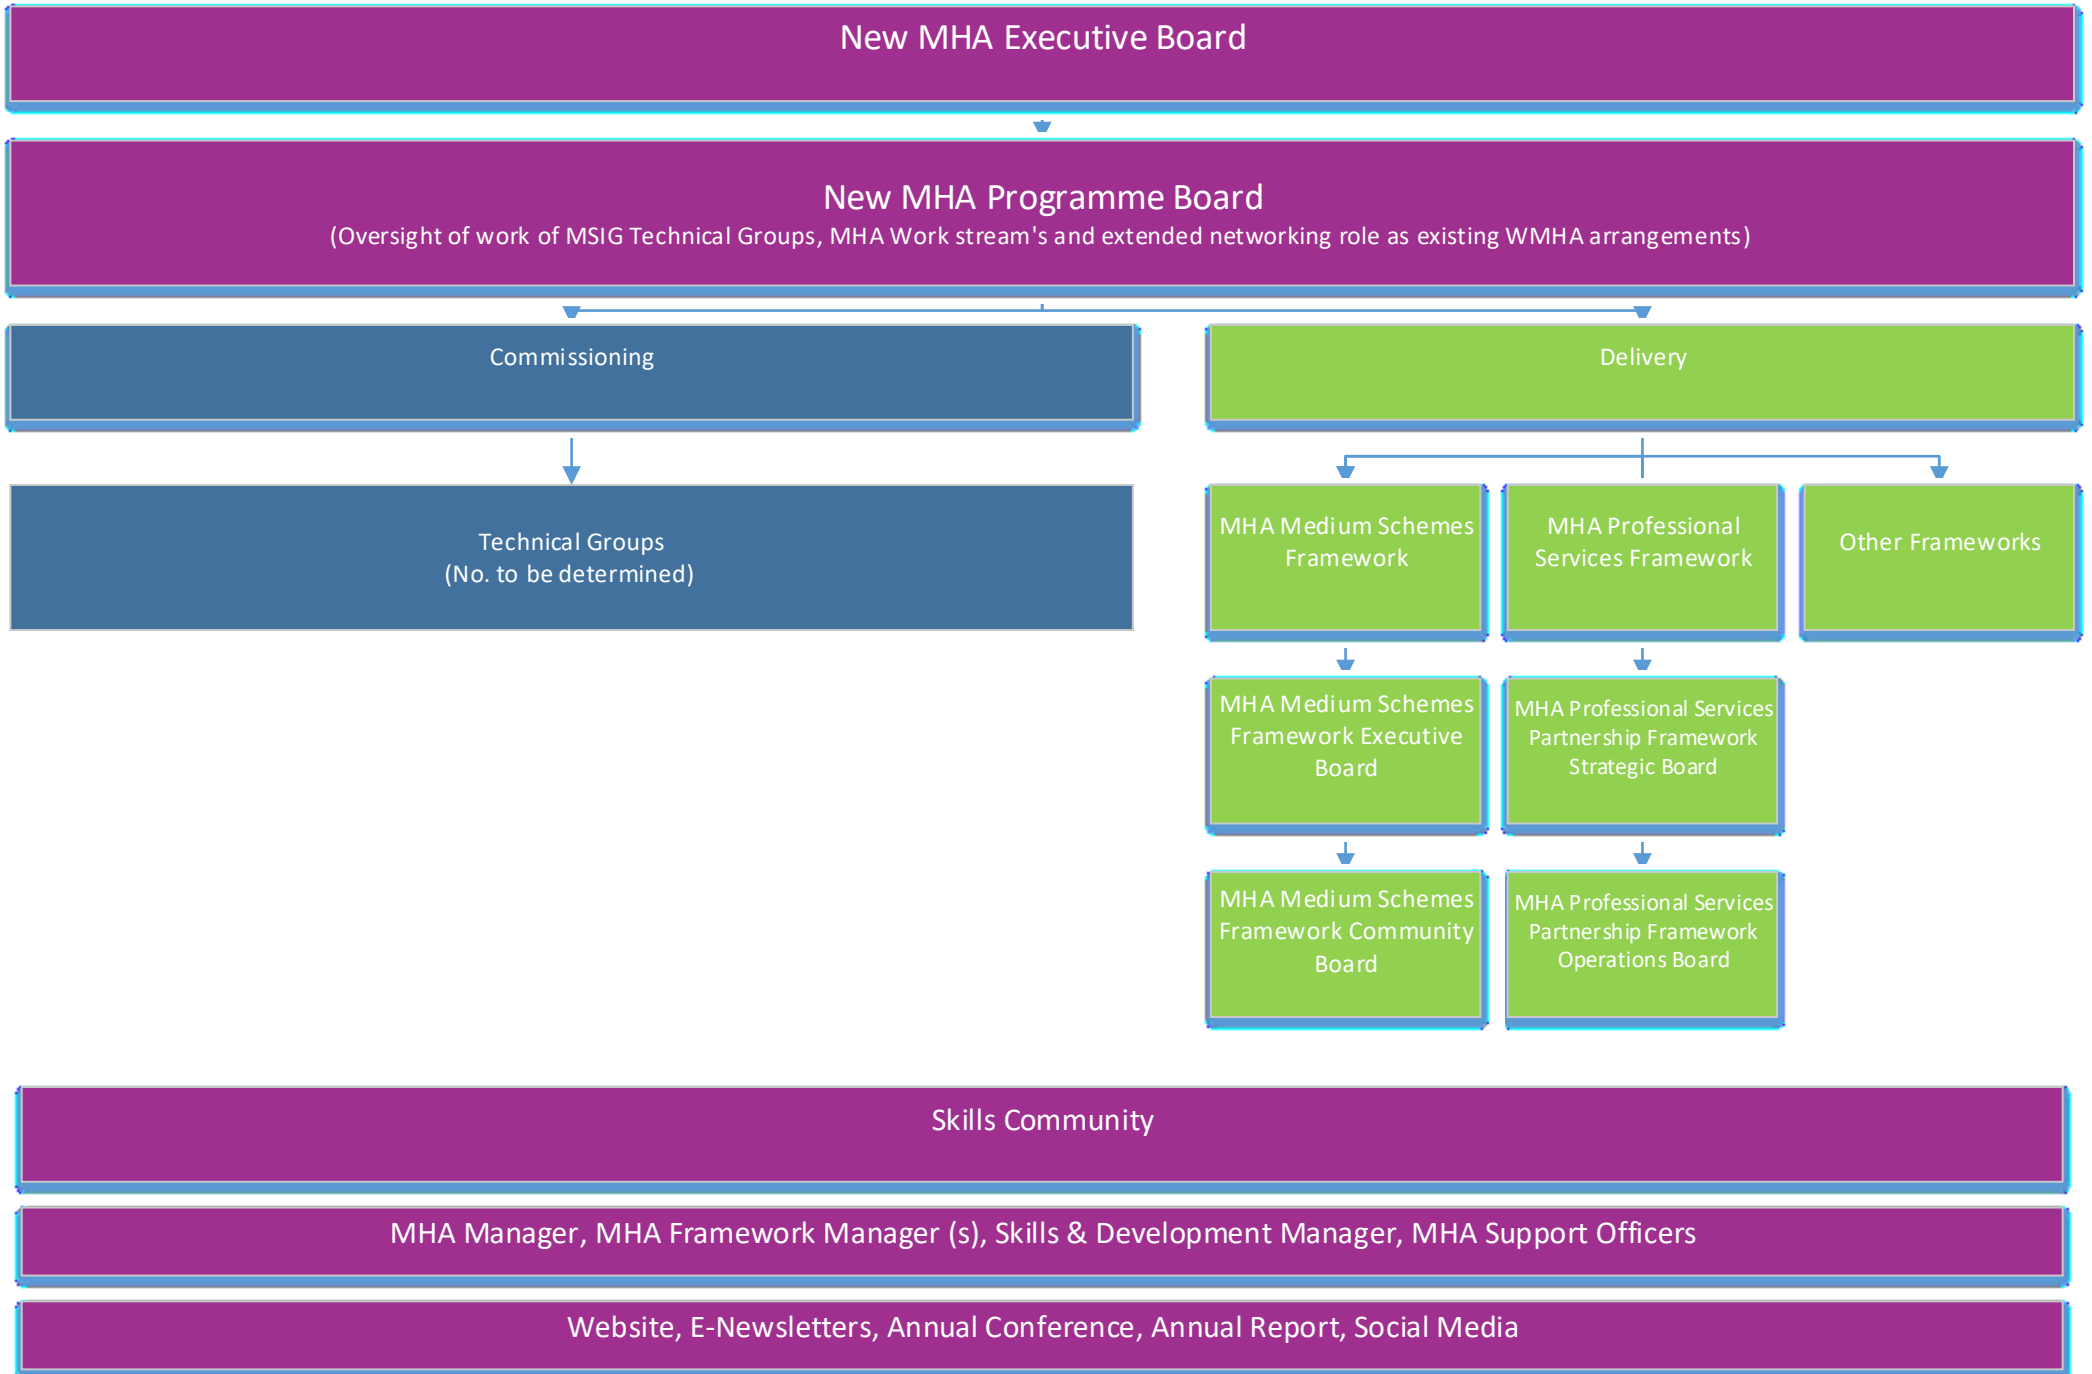 New MHA Executive Board
New MHA Programme Board
(Oversight of work of MSIG Technical Groups, MHA Work stream's and extended networking role as existing WMHA arrangements)
Commissioning
Delivery
Technical Groups
(No. to be determined)
MHA Medium Schemes
Framework
MHA Professional
Services Framework
Other Frameworks
MHA Medium Schemes
Framework Executive
Board
MHA Professional Services
Partnership Framework
Strategic Board
MHA Medium Schemes
Framework Community
Board
MHA Professional Services
Partnership Framework
Operations Board
Skills Community
MHA Manager, MHA Framework Manager (s), Skills & Development Manager, MHA Support Officers
Website, E-Newsletters, Annual Conference, Annual Report, Social Media